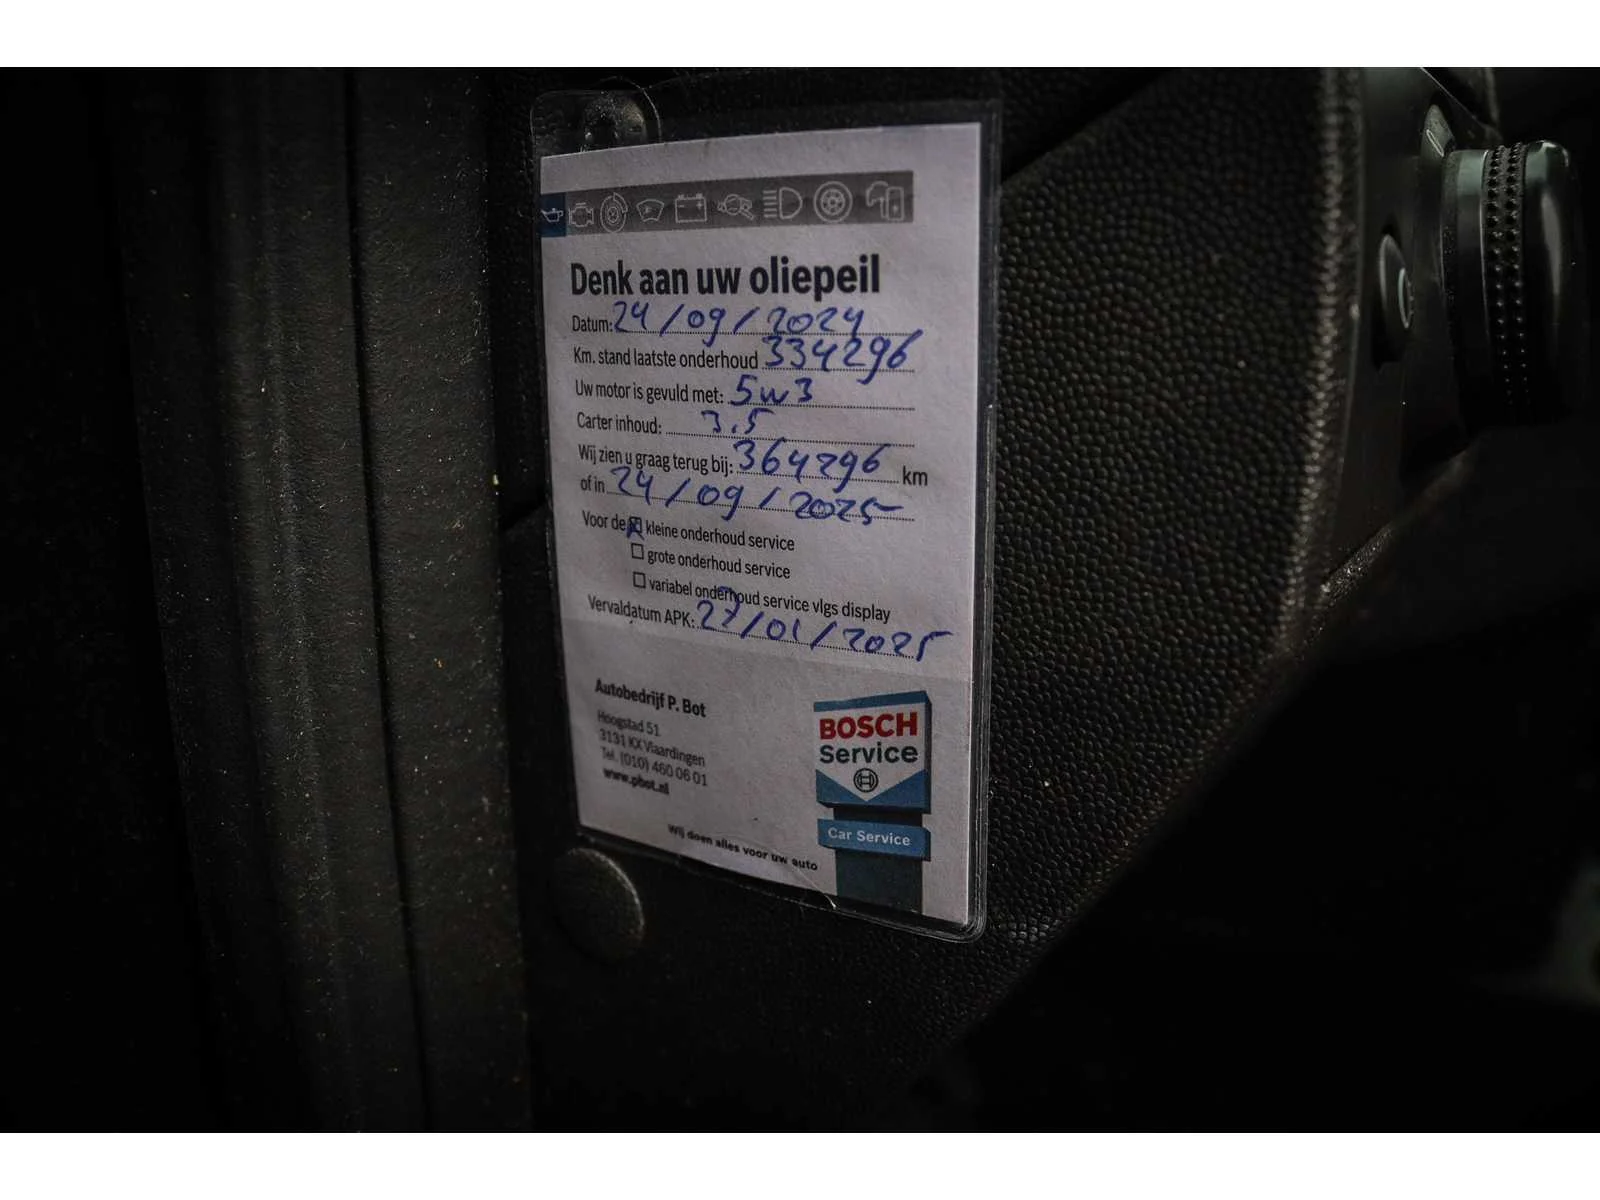 Denk aan uw oliepeil
Datum: 24/09/2024
Km. stand laatste onderhoud 334296
Uw motor is gevuld met: 5w3
Carter inhoud: 3.5
Wij zien u graag terug bij: 364296 km
of in 24/09/2025
Voor de ☒ kleine onderhoud service
☐ grote onderhoud service
☐ variabel onderhoud service vlgs display
Vervaldatum APK: 27/01/2025
Autobedrijf P. Bot
Hoogstad 51
3131 KX Vlaardingen
Tel. (010) 460 06 01
www.pbot.nl
Wij doen alles voor uw auto
BOSCH
Service
Car Service